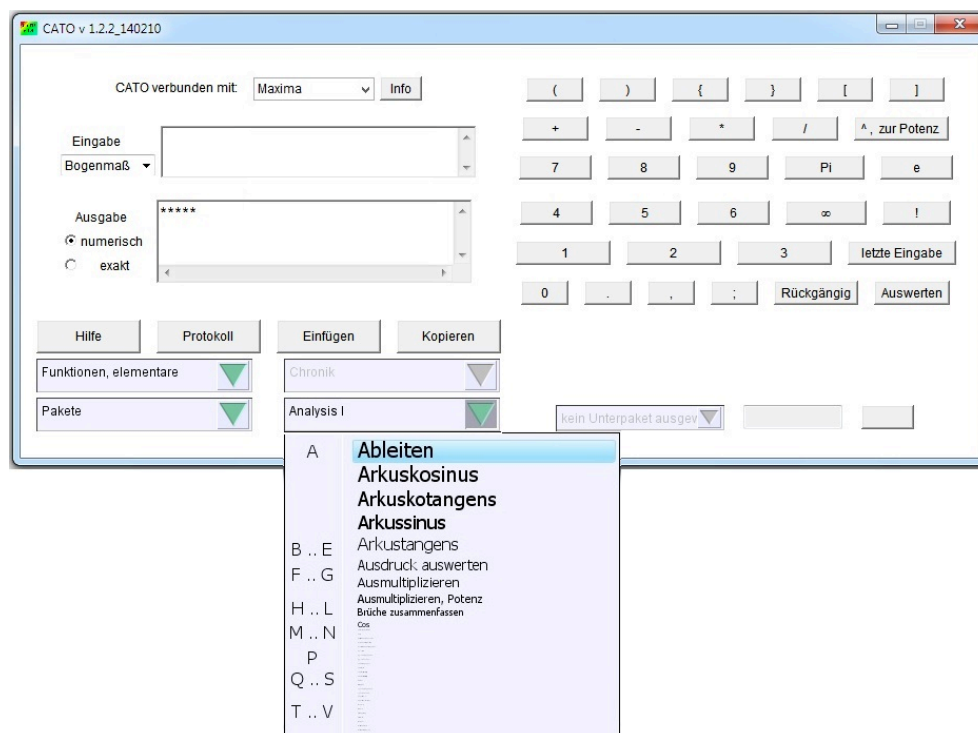 CATO v 1.2.2_140210
CATO verbunden mit: Maxima Info
( ) { } [ ]
+ - * / ^ , zur Potenz
Eingabe
Bogenmaß
7 8 9 Pi e
Ausgabe
*****
numerisch
exakt
4 5 6 ∞ !
1 2 3 letzte Eingabe
0 . , ; Rückgängig Auswerten
Hilfe Protokoll Einfügen Kopieren
Funktionen, elementare Chronik
Pakete Analysis I kein Unterpaket ausgev
A Ableiten
Arkuskosinus
Arkuskotangens
Arkussinus
B .. E Arkustangens
Ausdruck auswerten
F .. G
Ausmultiplizieren
Ausmultiplizieren, Potenz
H .. L Brüche zusammenfassen
Cos
M .. N
P
Q .. S
T .. V